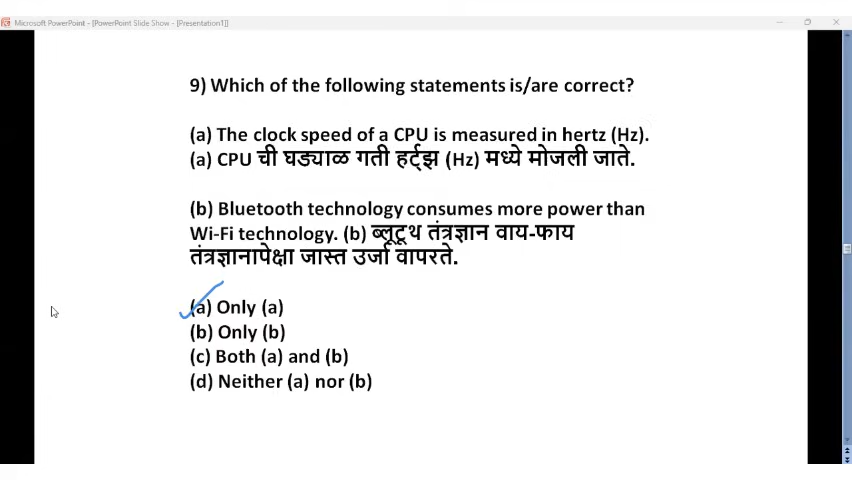 Microsoft PowerPoint - [PowerPoint Slide Show - [Presentation1]]
9) Which of the following statements is/are correct?
(a) The clock speed of a CPU is measured in hertz (Hz).
(a) CPU ची घड्याळ गती हर्ट्झ (Hz) मध्ये मोजली जाते.
(b) Bluetooth technology consumes more power than
Wi-Fi technology. (b) ब्लूटूथ तंत्रज्ञान वाय-फाय
तंत्रज्ञानापेक्षा जास्त उर्जा वापरते.
(a) Only (a)
(b) Only (b)
(c) Both (a) and (b)
(d) Neither (a) nor (b)